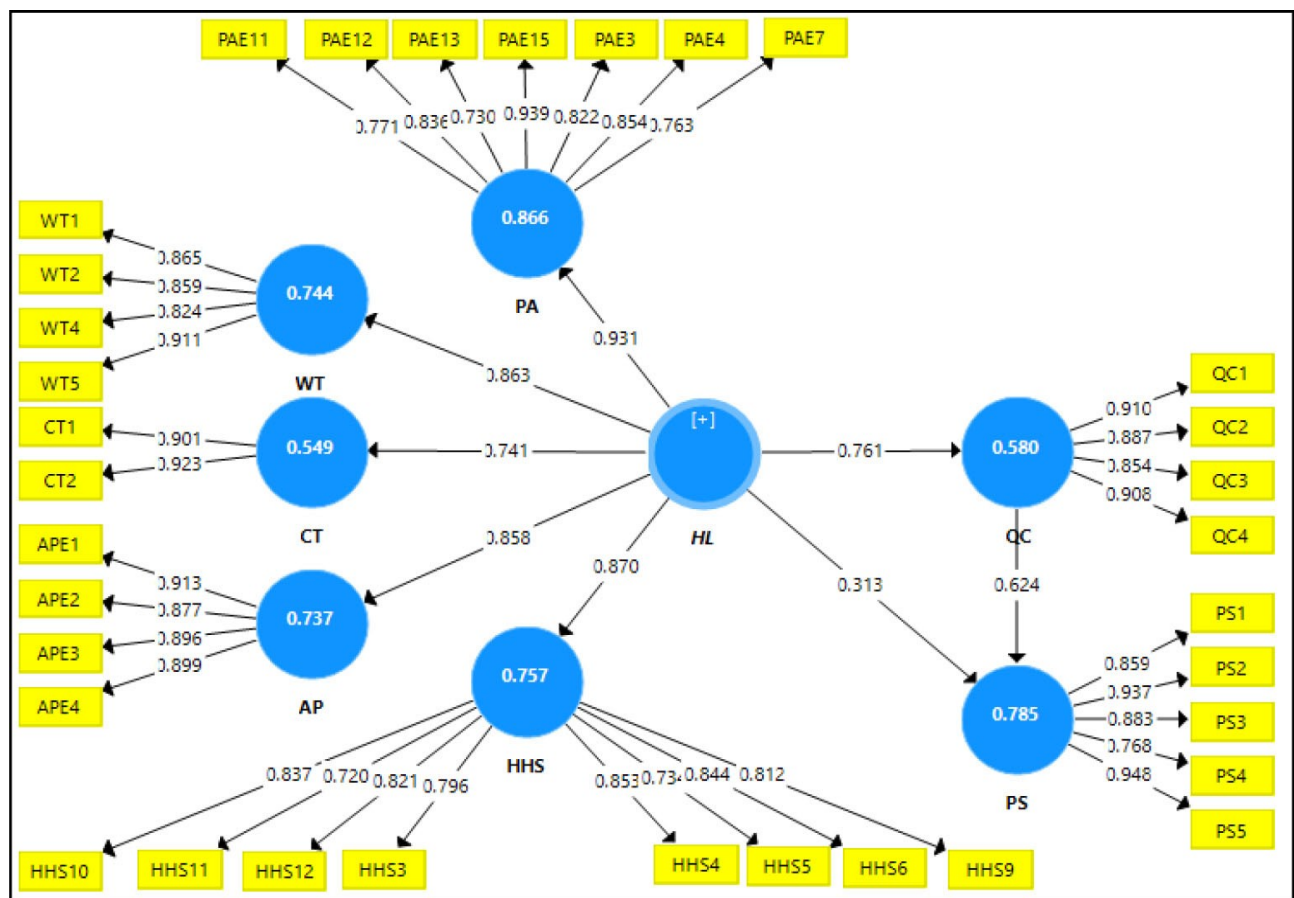 PAE11 PAE12 PAE13 PAE15 PAE3 PAE4 PAE7
0.771 0.836 0.730 0.939 0.822 0.854 0.763
0.866
PA
WT1
WT2
WT4
WT5
0.865
0.859
0.824
0.911
0.744
WT
0.931
0.863
CT1
CT2
0.901
0.923
0.549
CT
0.741
[+]
HL
0.761
0.580
QC
0.910
0.887
0.854
0.908
QC1
QC2
QC3
QC4
APE1
APE2
APE3
APE4
0.913
0.877
0.896
0.899
0.737
AP
0.858
0.870
0.313
0.624
0.757
HHS
0.785
PS
0.859
0.937
0.883
0.768
0.948
PS1
PS2
PS3
PS4
PS5
0.837 0.720 0.821 0.796 0.853 0.734 0.844 0.812
HHS10 HHS11 HHS12 HHS3 HHS4 HHS5 HHS6 HHS9